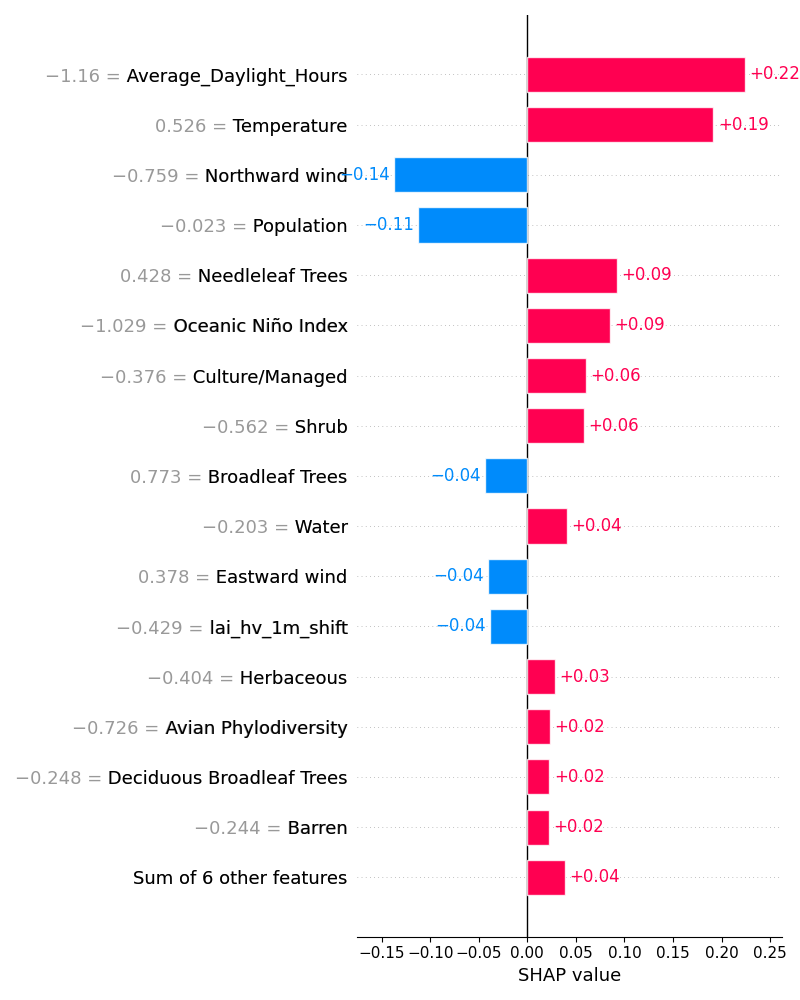 −1.16 = Average_Daylight_Hours +0.22
0.526 = Temperature +0.19
−0.759 = Northward wind −0.14
−0.023 = Population −0.11
0.428 = Needleleaf Trees +0.09
−1.029 = Oceanic Niño Index +0.09
−0.376 = Culture/Managed +0.06
−0.562 = Shrub +0.06
0.773 = Broadleaf Trees −0.04
−0.203 = Water +0.04
0.378 = Eastward wind −0.04
−0.429 = lai_hv_1m_shift −0.04
−0.404 = Herbaceous +0.03
−0.726 = Avian Phylodiversity +0.02
−0.248 = Deciduous Broadleaf Trees +0.02
−0.244 = Barren +0.02
Sum of 6 other features +0.04
−0.15 −0.10 −0.05 0.00 0.05 0.10 0.15 0.20 0.25
SHAP value